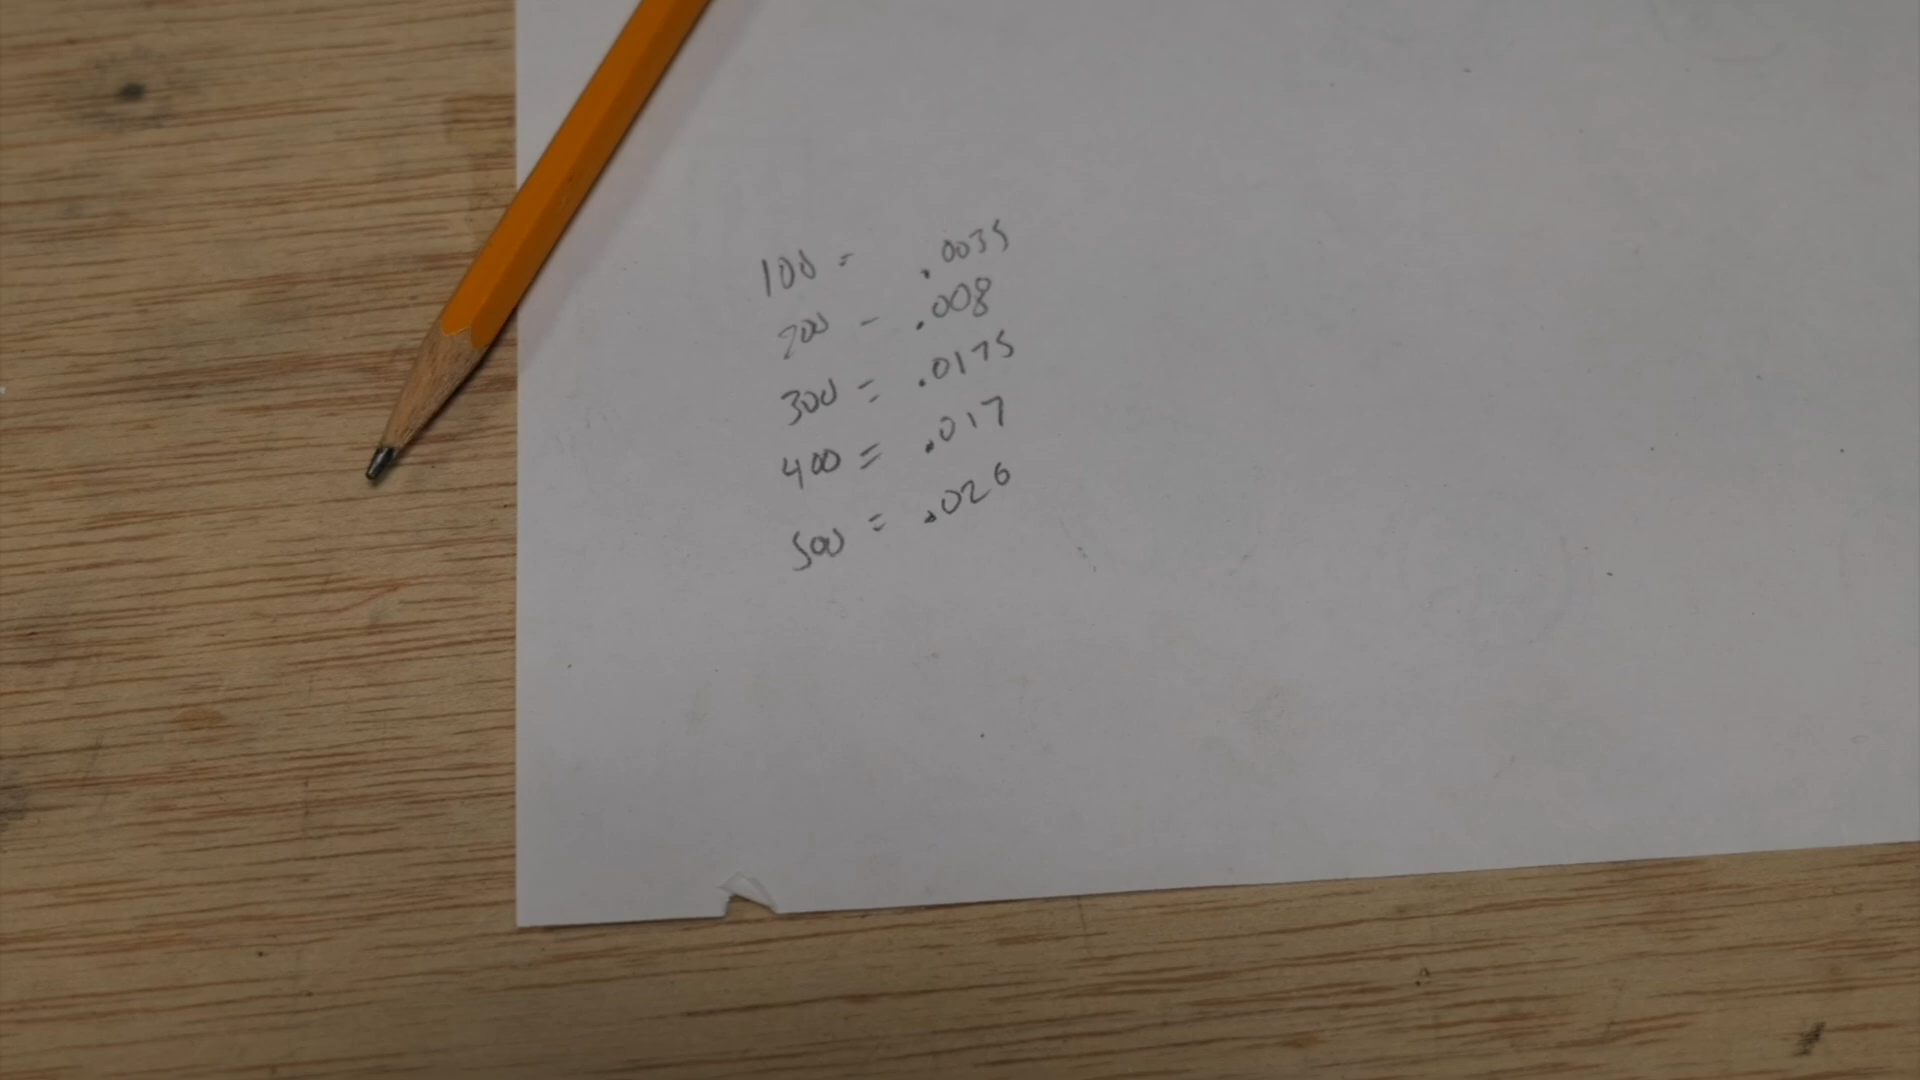 100 = .0035
200 - .008
300 = .0175
400 = .017
500 = .026